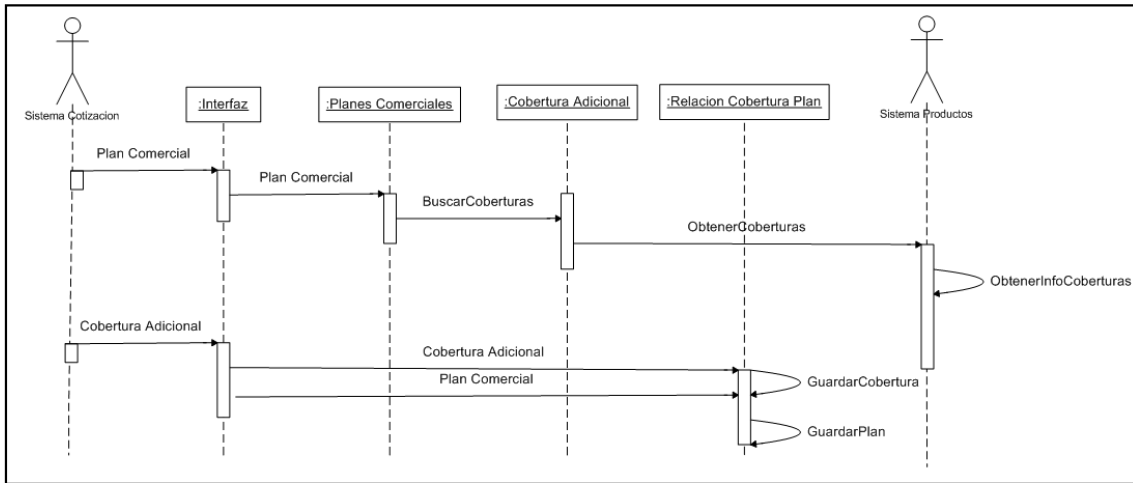 Sistema Cotizacion
:Interfaz
:Planes Comerciales
:Cobertura Adicional
:Relacion Cobertura Plan
Sistema Productos
Plan Comercial
Plan Comercial
BuscarCoberturas
ObtenerCoberturas
ObtenerInfoCoberturas
Cobertura Adicional
Cobertura Adicional
Plan Comercial
GuardarCobertura
GuardarPlan